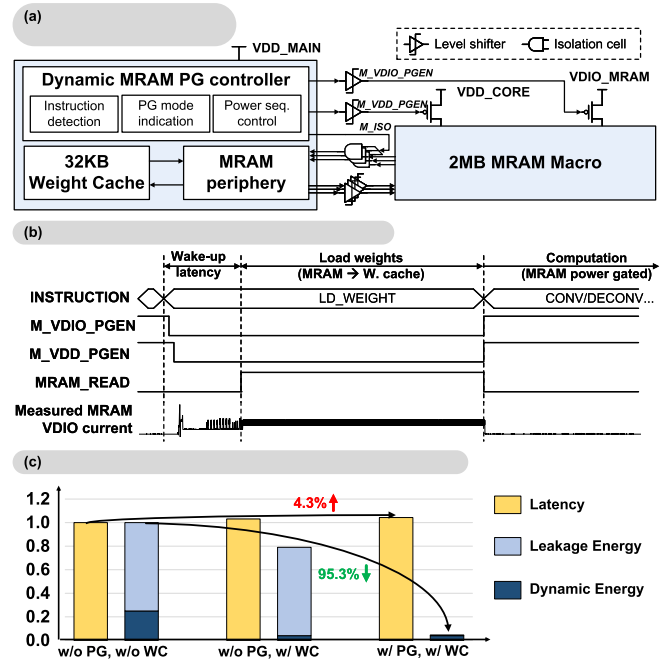 (a)
VDD_MAIN
Level shifter
Isolation cell
Dynamic MRAM PG controller
Instruction detection
PG mode indication
Power seq. control
M_VDIO_PGEN
M_VDD_PGEN
M_ISO
VDD_CORE
VDIO_MRAM
32KB
Weight Cache
MRAM
periphery
2MB MRAM Macro
(b)
Wake-up
latency
Load weights
(MRAM → W. cache)
Computation
(MRAM power gated)
INSTRUCTION
LD_WEIGHT
CONV/DECONV...
M_VDIO_PGEN
M_VDD_PGEN
MRAM_READ
Measured MRAM
VDIO current
(c)
1.2
1.0
0.8
0.6
0.4
0.2
0.0
4.3%
95.3%
w/o PG, w/o WC
w/o PG, w/ WC
w/ PG, w/ WC
Latency
Leakage Energy
Dynamic Energy